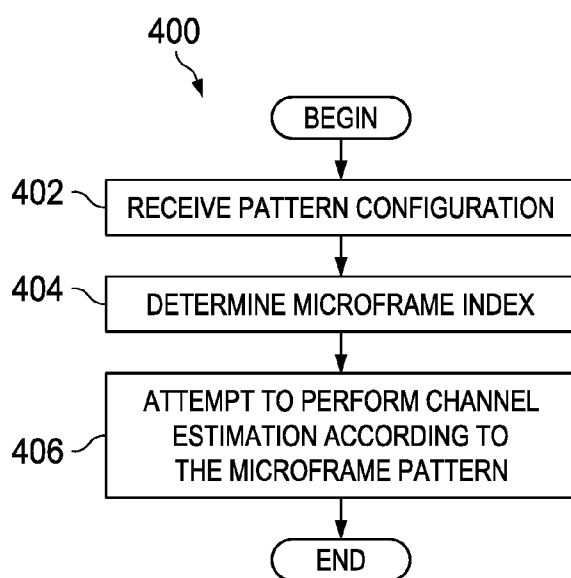 400
BEGIN
402
RECEIVE PATTERN CONFIGURATION
404
DETERMINE MICROFRAME INDEX
406
ATTEMPT TO PERFORM CHANNEL
ESTIMATION ACCORDING TO
THE MICROFRAME PATTERN
END